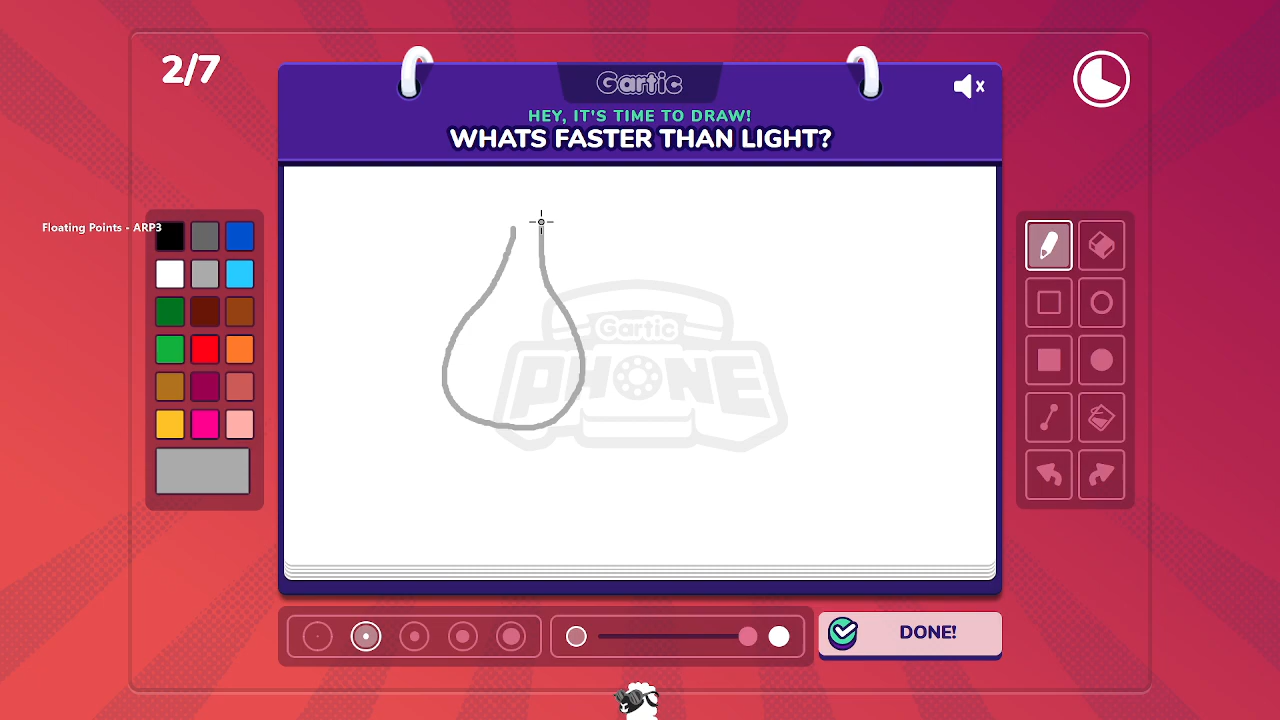 2/7
Gartic
HEY, IT'S TIME TO DRAW!
WHATS FASTER THAN LIGHT?
Floating Points - ARP3
Gartic
PHONE
DONE!